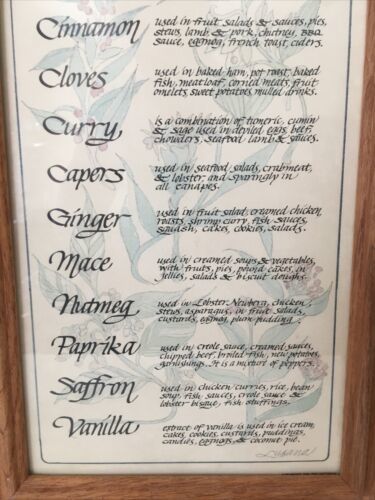 Cinnamon
used in fruit salads & sauces, pies,
stews, lamb & pork, chutney, BBQ
sauce, eggnog, french toast, ciders.
Cloves
used in baked ham, pot roast, baked
fish, meat loaf, corned meats, fruit
omelets, sweet potatoes, mulled drinks.
Curry
is a combination of tumeric, cumin
& sage used in deviled eggs, beef,
chowders, seafood, lamb & sauces.
Capers
used in seafood, salads, crabmeat,
& lobster, and sparingly in
all canapes.
Ginger
used in fruit salad, creamed chicken,
roasts, shrimp curry, fish, sauces,
squash, cakes, cookies, salads.
Mace
used in creamed soups & vegetables,
with fruits, pies, pound cakes, in
jellies, salads & biscuit doughs.
Nutmeg
used in Lobster Newberg, chicken
stews, asparagus, in fruit salads,
custards, eggnog, plum pudding.
Paprika
used in creole sauce, creamed sauces,
chipped beef, broiled fish, new potatoes,
garnishings. It is a mixture of peppers.
Saffron
used in chicken curries, rice, bean
soup, fish sauces, creole sauce &
lobster bisque, fish stuffings.
Vanilla
extract of vanilla is used in ice cream,
cakes, cookies, custards, puddings,
candies, eggnogs, & coconut pie.